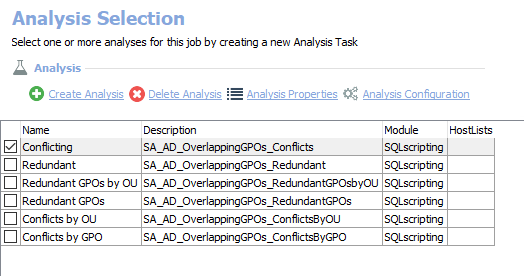 Analysis Selection
Select one or more analyses for this job by creating a new Analysis Task
Analysis
Create Analysis Delete Analysis Analysis Properties Analysis Configuration
Name Description Module HostLists
Conflicting SA_AD_OverlappingGPOs_Conflicts SQLscripting
Redundant SA_AD_OverlappingGPOs_Redundant SQLscripting
Redundant GPOs by OU SA_AD_OverlappingGPOs_RedundantGPOsbyOU SQLscripting
Redundant GPOs SA_AD_OverlappingGPOs_RedundantGPOs SQLscripting
Conflicts by OU SA_AD_OverlappingGPOs_ConflictsByOU SQLscripting
Conflicts by GPO SA_AD_OverlappingGPOs_ConflictsByGPO SQLscripting